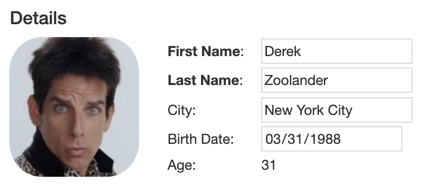 Details
First Name: Derek
Last Name: Zoolander
City: New York City
Birth Date: 03/31/1988
Age: 31